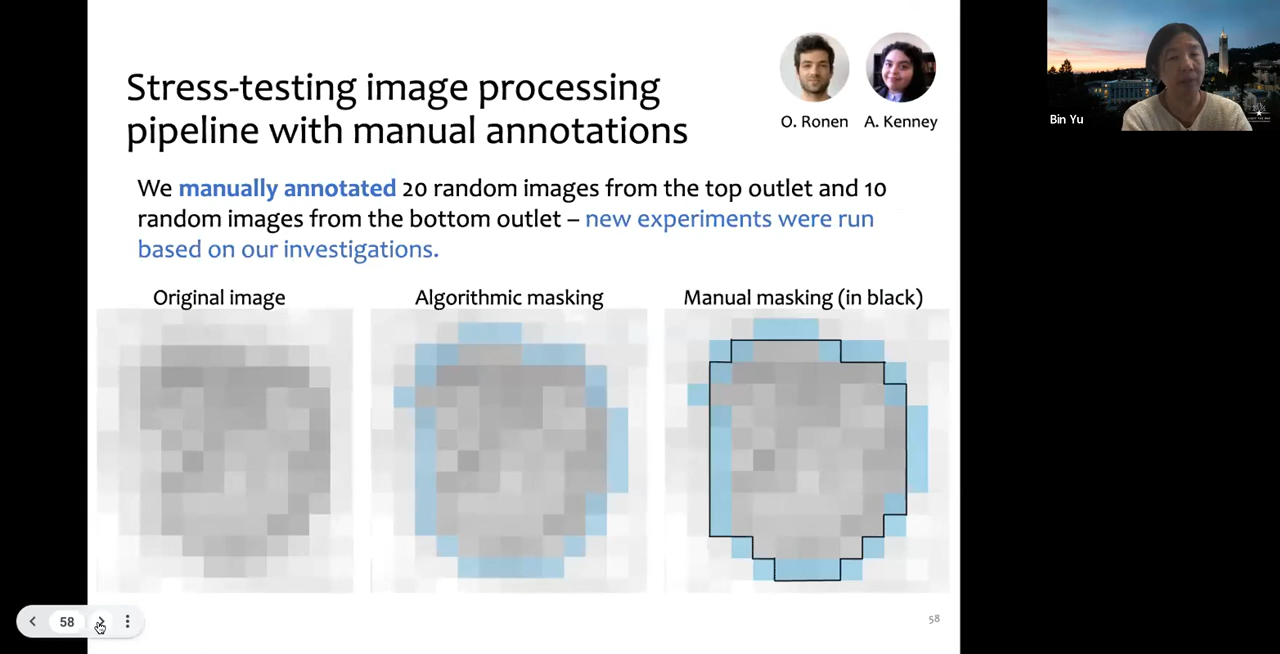 Stress-testing image processing
pipeline with manual annotations
O. Ronen A. Kenney
We manually annotated 20 random images from the top outlet and 10
random images from the bottom outlet – new experiments were run
based on our investigations.
Original image
Algorithmic masking
Manual masking (in black)
58
58
Bin Yu